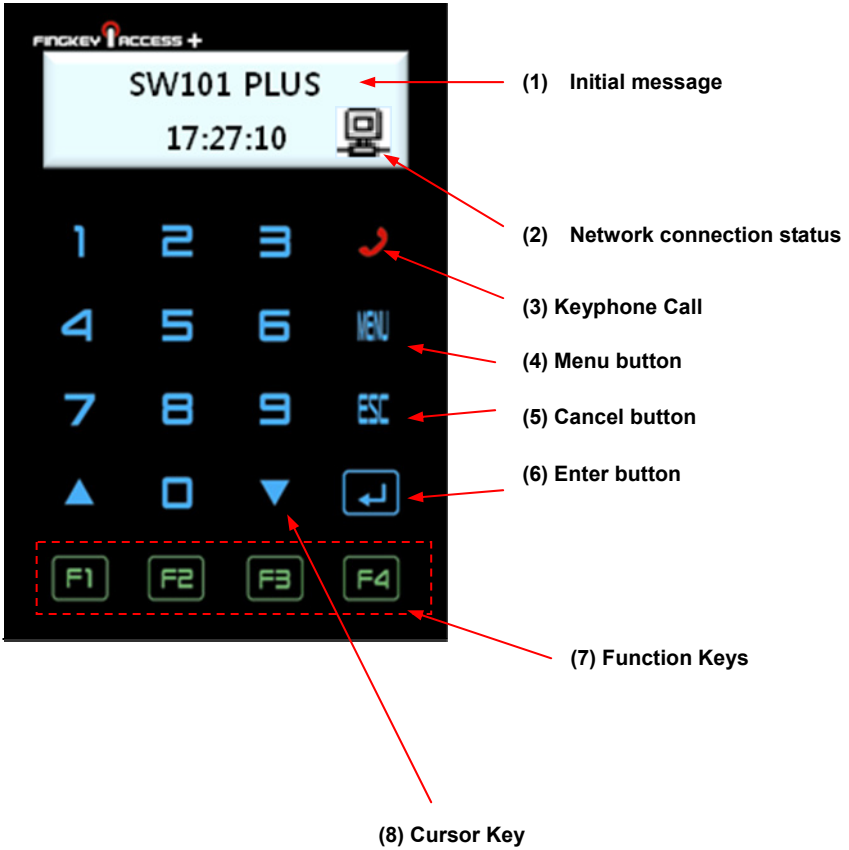 FINGKEY ACCESS +
SW101 PLUS
(1) Initial message
17:27:10
1 2 3
(2) Network connection status
(3) Keyphone Call
4 5 6 MENU
(4) Menu button
7 8 9 ESC
(5) Cancel button
(6) Enter button
0
F1 F2 F3 F4
(7) Function Keys
(8) Cursor Key